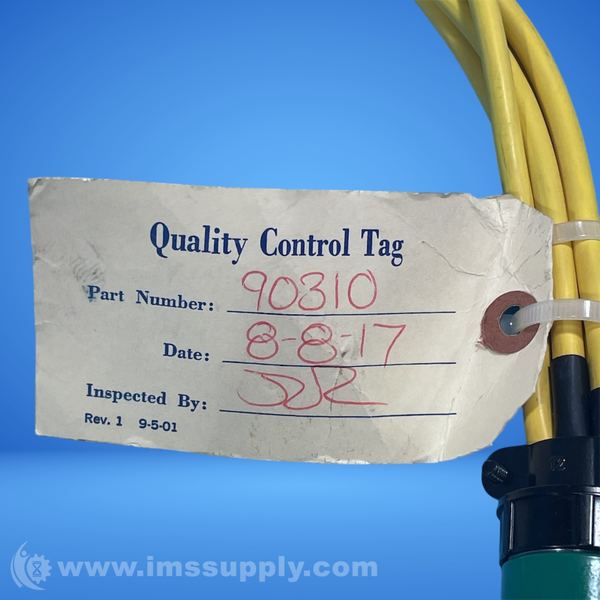 Quality Control Tag
Part Number: 90310
Date: 8-8-17
Inspected By:
Rev. 1 9-5-01
www.imssupply.com